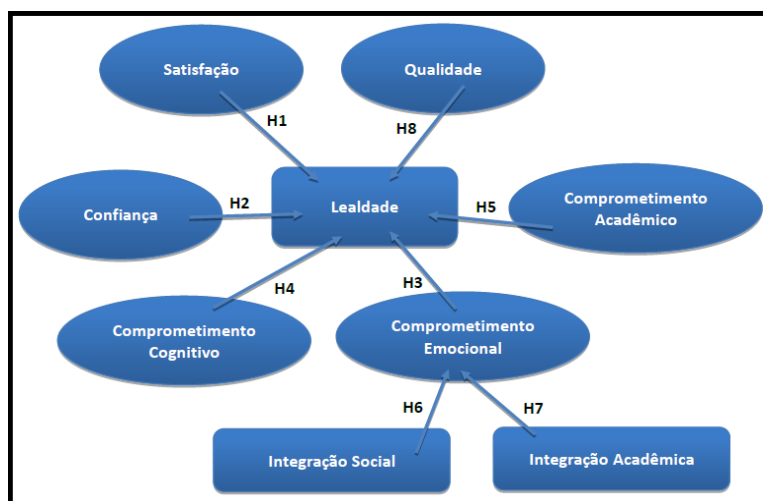 Satisfação
Qualidade
H1
H8
Confiança
H2
Lealdade
H5
Comprometimento
Acadêmico
H4
H3
Comprometimento
Cognitivo
Comprometimento
Emocional
H6
H7
Integração Social
Integração Acadêmica